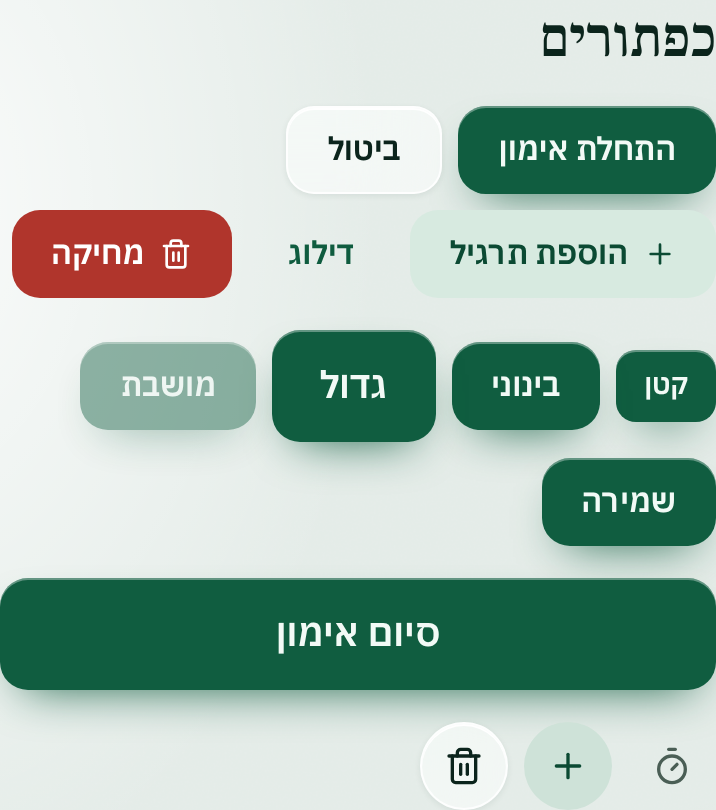 כפתורים
התחלת אימון ביטול
הוספת תרגיל דילוג מחיקה
קטן בינוני גדול מושבת
שמירה
סיום אימון